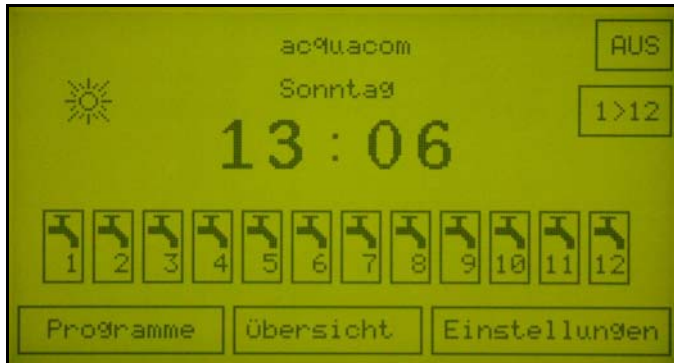 acquacom
AUS
Sonntag
1>12
13:06
1 2 3 4 5 6 7 8 9 10 11 12
Programme
Übersicht
Einstellungen